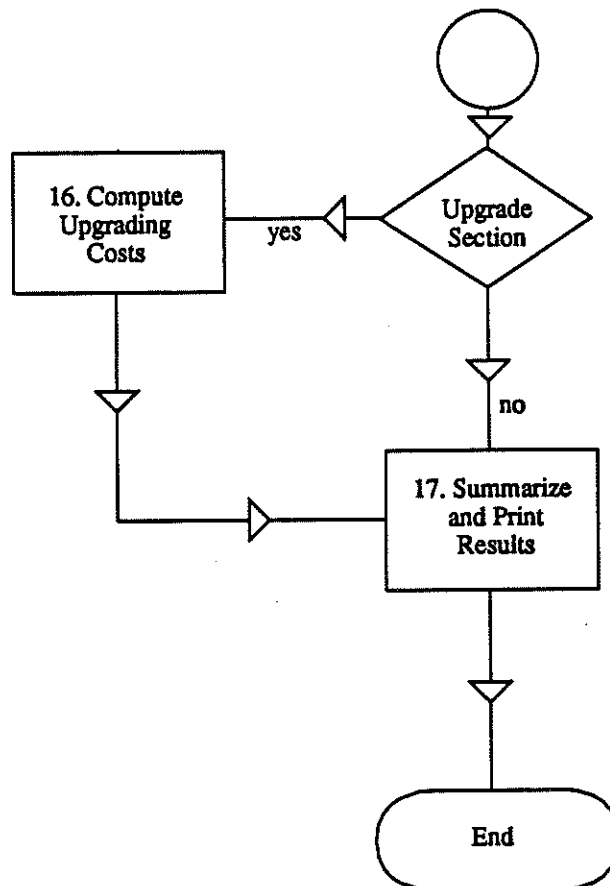 Upgrade
Section
16. Compute
Upgrading
Costs
yes
no
17. Summarize
and Print
Results
End